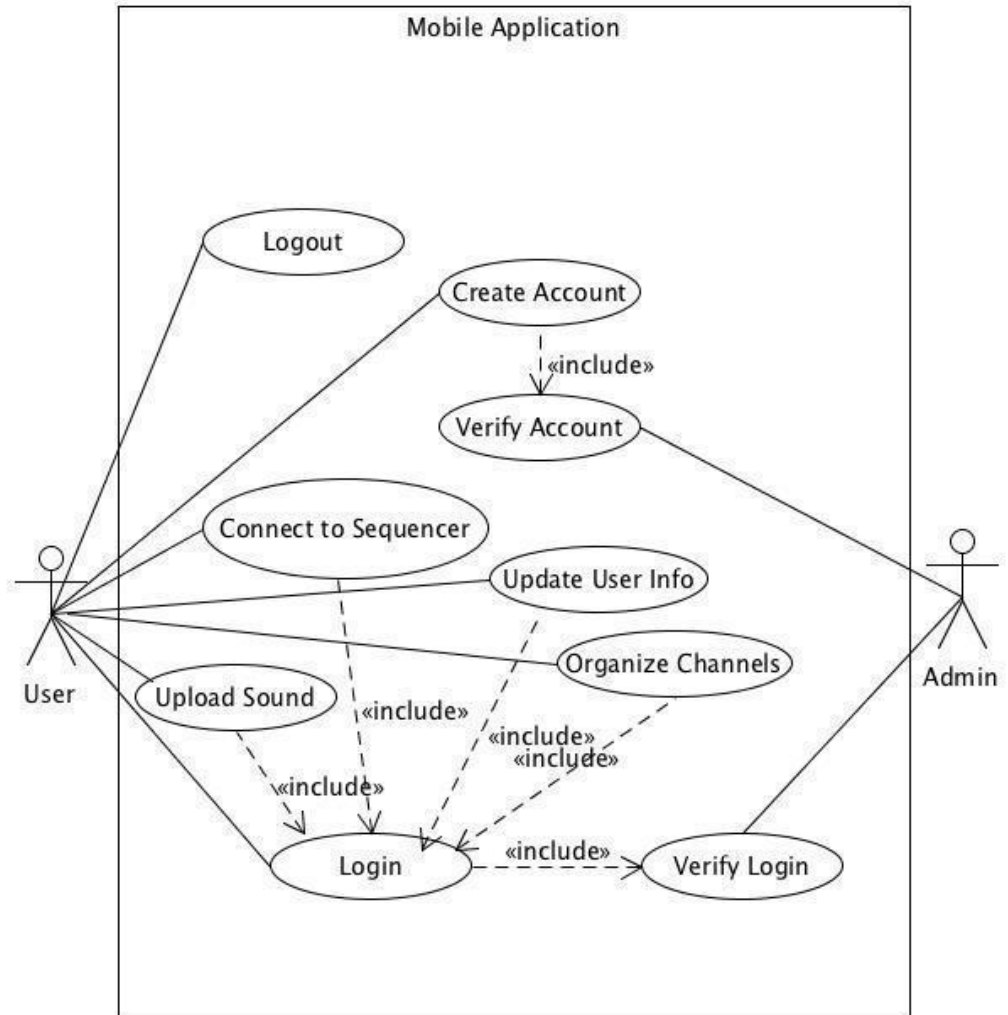 Mobile Application
Logout
Create Account
«include»
Verify Account
Connect to Sequencer
Update User Info
Organize Channels
User
Upload Sound
Admin
«include»
«include»
«include»
«include»
Login
«include»
Verify Login